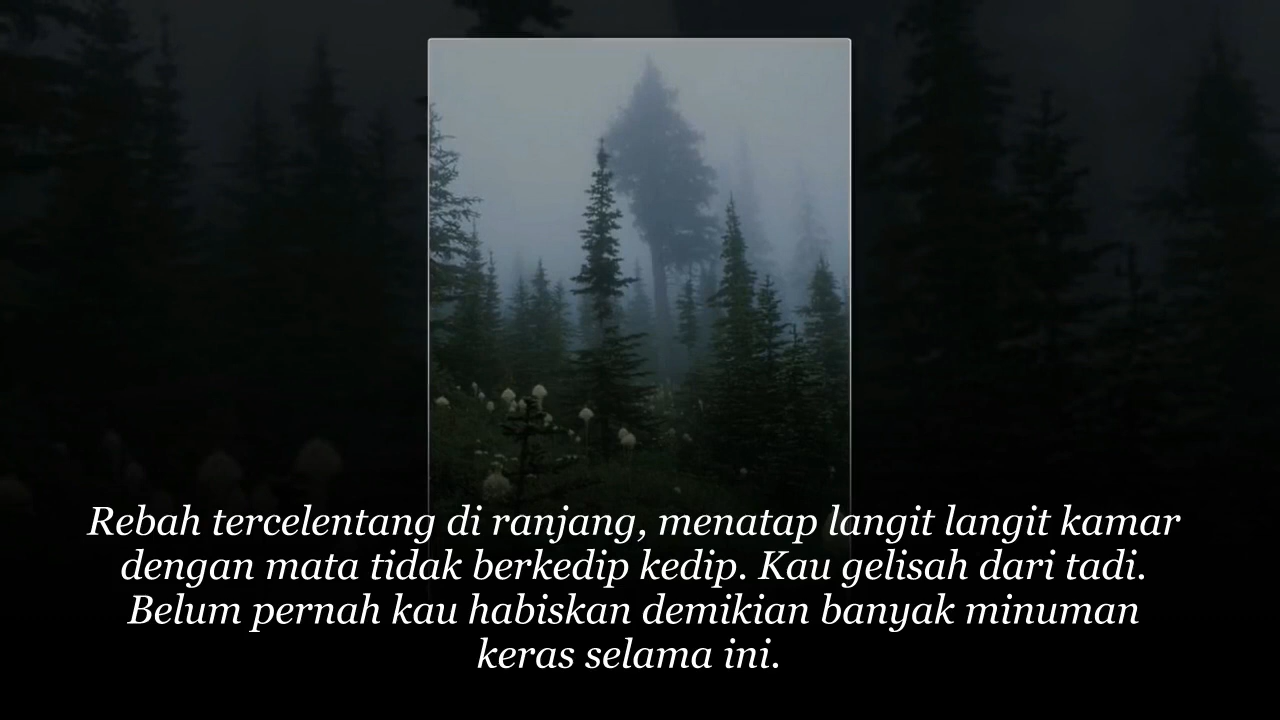 Rebah tercelentang di ranjang, menatap langit langit kamar
dengan mata tidak berkedip kedip. Kau gelisah dari tadi.
Belum pernah kau habiskan demikian banyak minuman
keras selama ini.